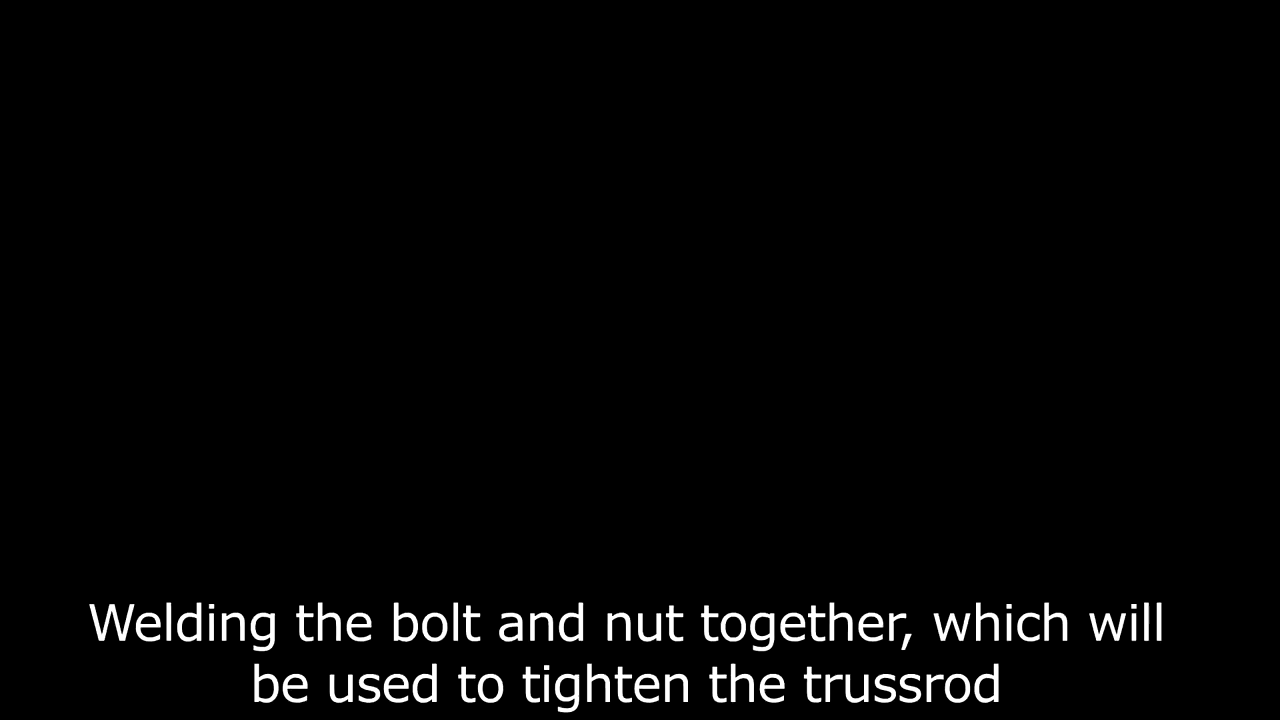 Welding the bolt and nut together, which will
be used to tighten the trussrod